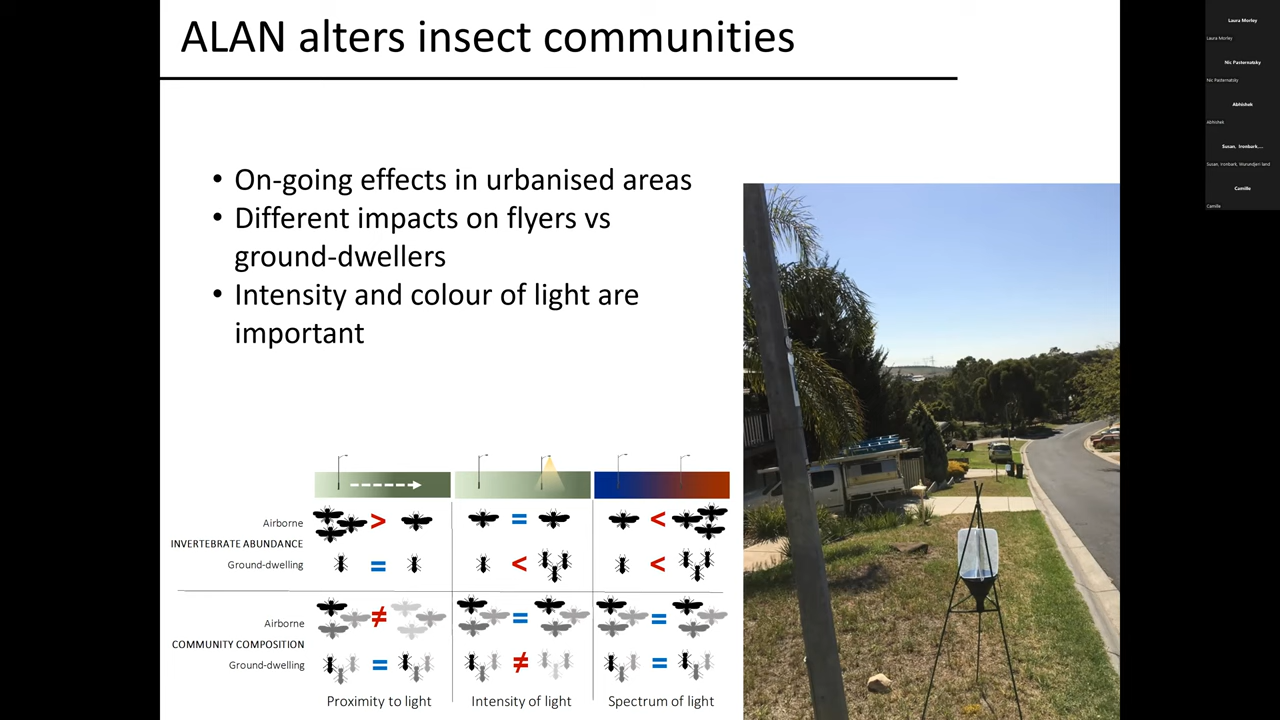 ALAN alters insect communities
• On-going effects in urbanised areas
• Different impacts on flyers vs
ground-dwellers
• Intensity and colour of light are
important
Airborne
INVERTEBRATE ABUNDANCE
Ground-dwelling
> = <
= < <
Airborne
COMMUNITY COMPOSITION
Ground-dwelling
≠ = =
= ≠ =
Proximity to light
Intensity of light
Spectrum of light
Laura Morley
Laura Morley
Nic Pasternatsky
Nic Pasternatsky
Abhishek
Abhishek
Susan, Ironbark,...
Susan, Ironbark, Wurundjeri land
Camille
Camille